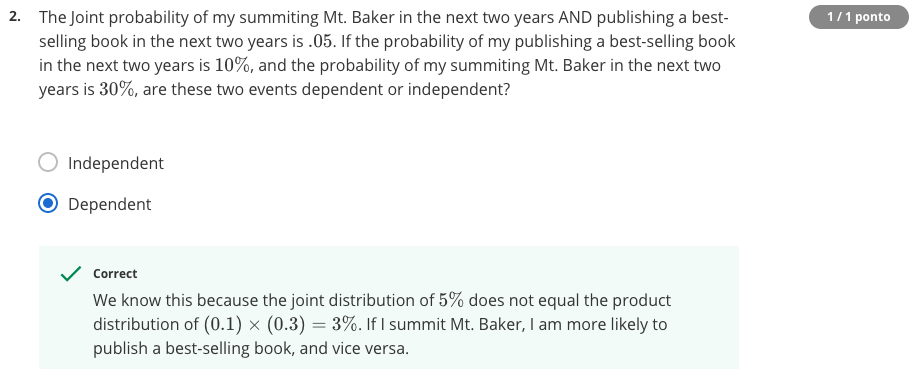 2. The Joint probability of my summiting Mt. Baker in the next two years AND publishing a best-
selling book in the next two years is .05. If the probability of my publishing a best-selling book
in the next two years is 10%, and the probability of my summiting Mt. Baker in the next two
years is 30%, are these two events dependent or independent?
1 / 1 ponto
Independent
Dependent
Correct
We know this because the joint distribution of 5% does not equal the product
distribution of (0.1) × (0.3) = 3%. If I summit Mt. Baker, I am more likely to
publish a best-selling book, and vice versa.